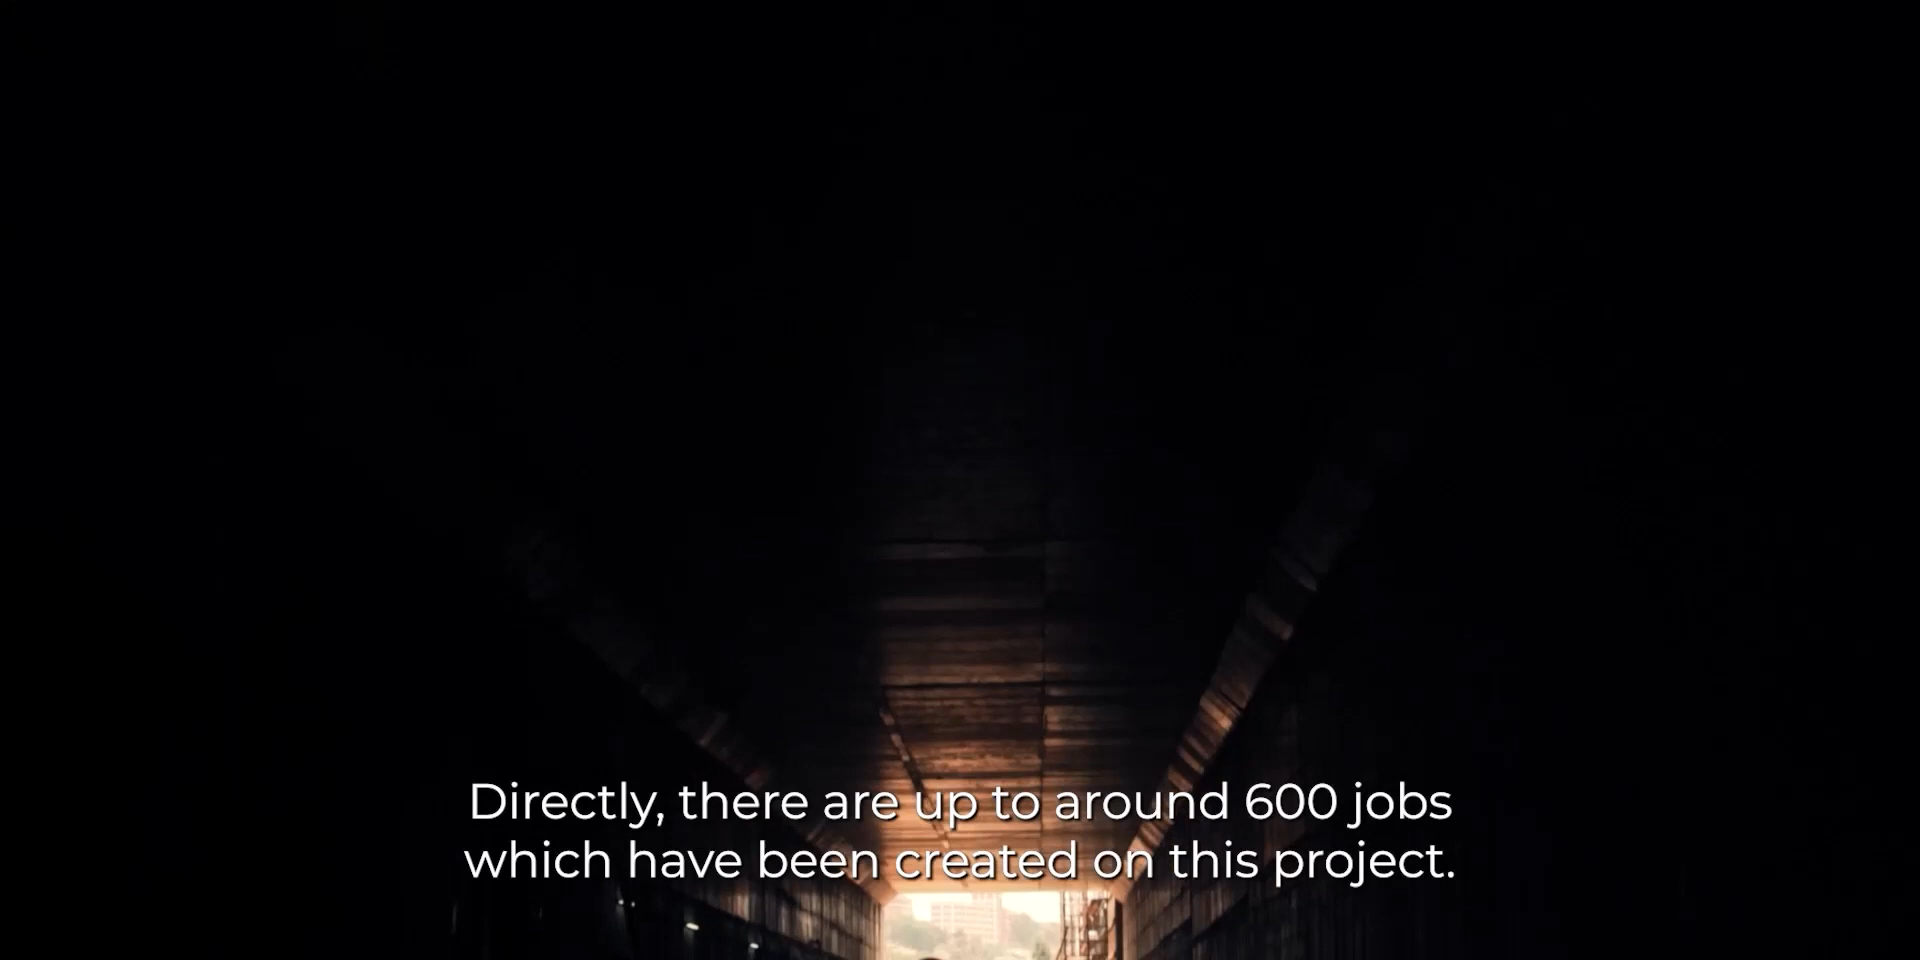 Directly, there are up to around 600 jobs
which have been created on this project.